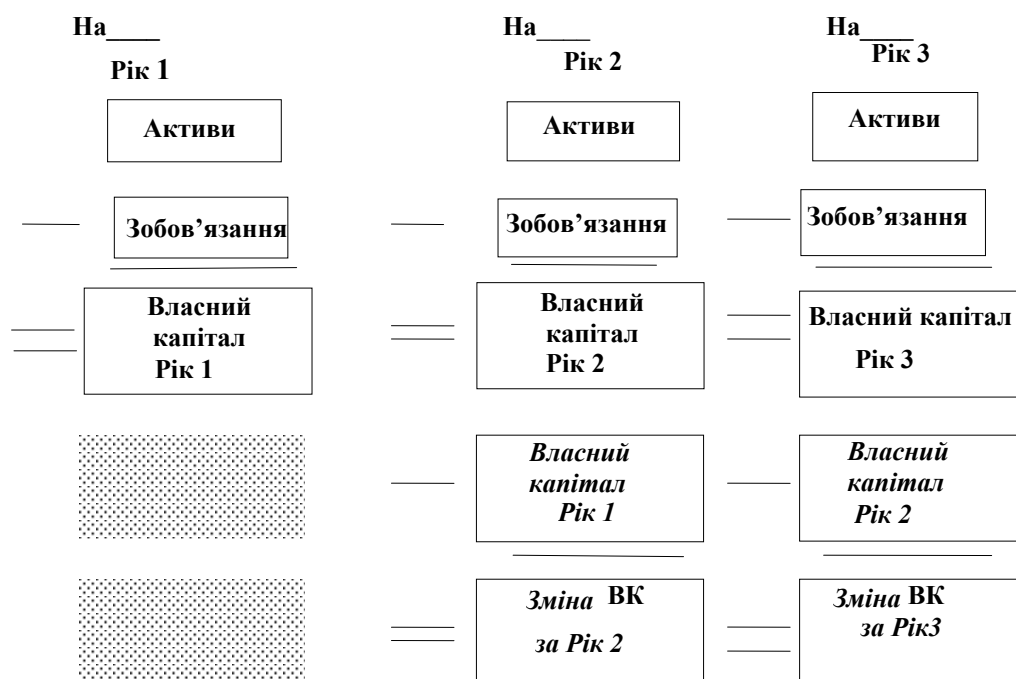 На____ На____ На____
Рік 1 Рік 2 Рік 3
Активи Активи Активи
Зобов’язання Зобов’язання Зобов’язання
Власний Власний Власний капітал
капітал капітал
Рік 1 Рік 2 Рік 3
Власний Власний
капітал капітал
Рік 1 Рік 2
Зміна ВК Зміна ВК
за Рік 2 за Рік3